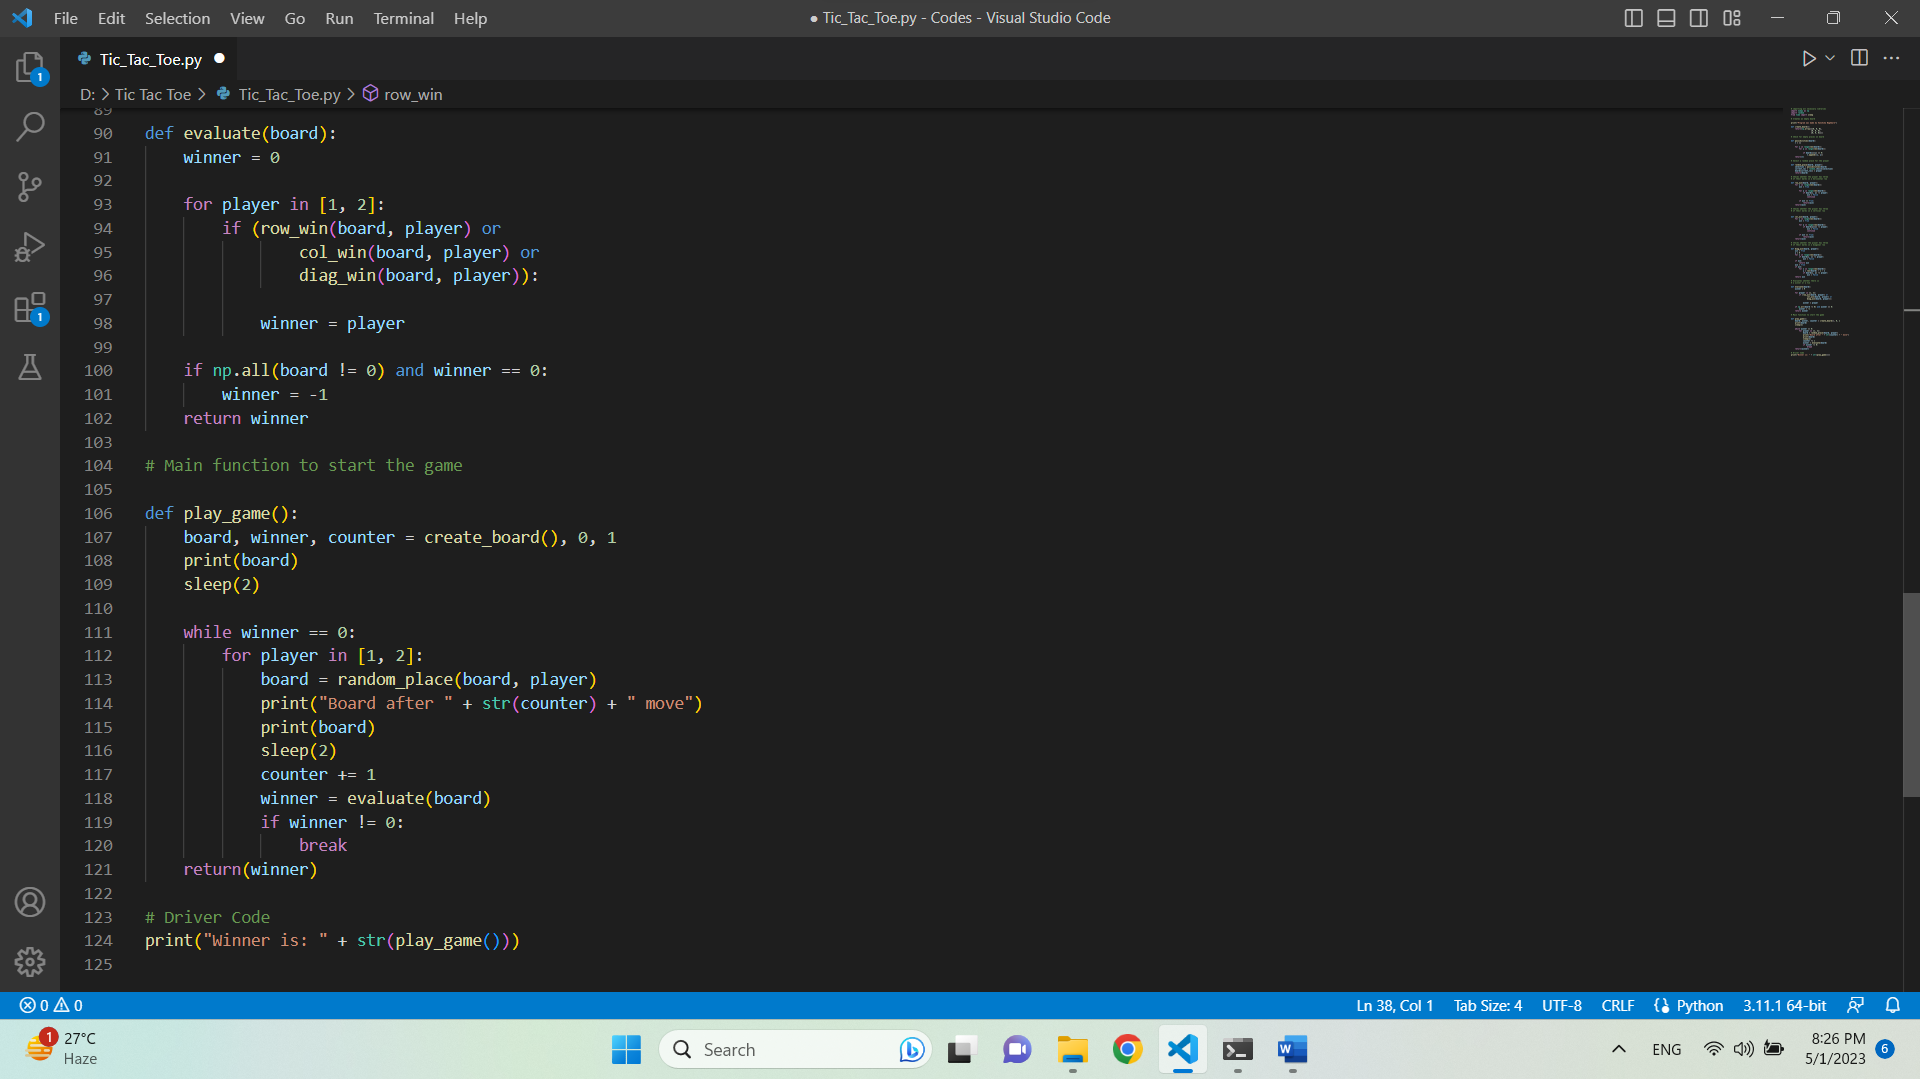 File Edit Selection View Go Run Terminal Help
● Tic_Tac_Toe.py - Codes - Visual Studio Code
1
1
Tic_Tac_Toe.py
D: > Tic Tac Toe > Tic_Tac_Toe.py > row_win
89
90 def evaluate(board):
91     winner = 0
92
93     for player in [1, 2]:
94         if (row_win(board, player) or
95                 col_win(board, player) or
96                 diag_win(board, player)):
97
98             winner = player
99
100     if np.all(board != 0) and winner == 0:
101         winner = -1
102     return winner
103
104 # Main function to start the game
105
106 def play_game():
107     board, winner, counter = create_board(), 0, 1
108     print(board)
109     sleep(2)
110
111     while winner == 0:
112         for player in [1, 2]:
113             board = random_place(board, player)
114             print("Board after " + str(counter) + " move")
115             print(board)
116             sleep(2)
117             counter += 1
118             winner = evaluate(board)
119             if winner != 0:
120                 break
121     return(winner)
122
123 # Driver Code
124 print("Winner is: " + str(play_game()))
125
0 0
Ln 38, Col 1 Tab Size: 4 UTF-8 CRLF Python 3.11.1 64-bit
1
27°C
Haze
Search
W
ENG
8:26 PM
5/1/2023
6